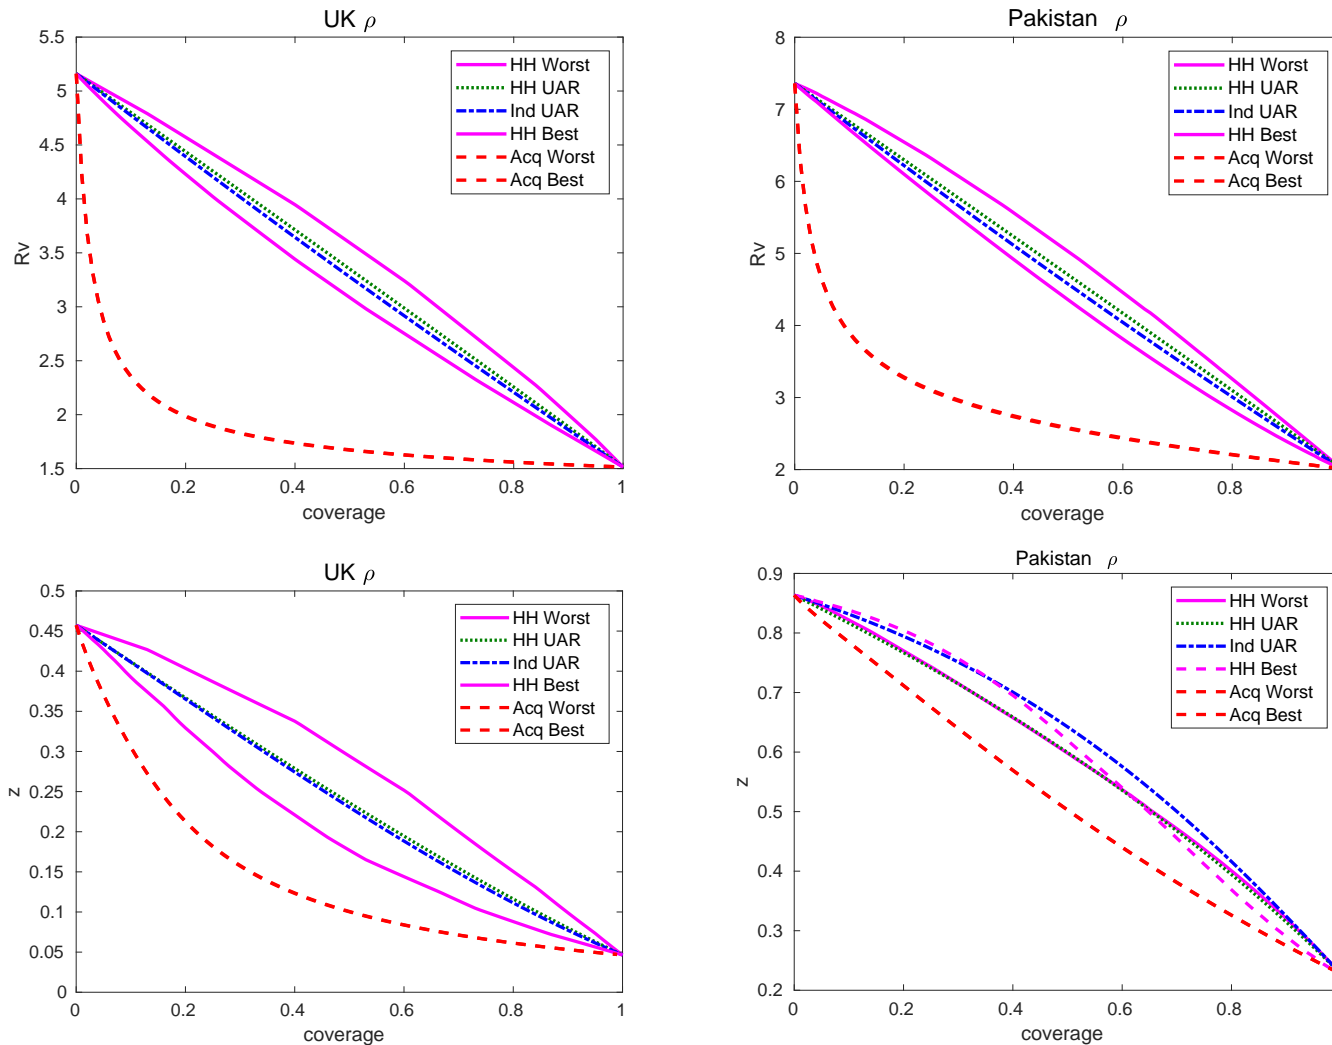 UK ρ
5.5
5
4.5
4
3.5
3
2.5
2
1.5
Rv
0
0.2
0.4
0.6
0.8
1
coverage
HH Worst
HH UAR
Ind UAR
HH Best
Acq Worst
Acq Best
Pakistan ρ
8
7
6
5
4
3
2
Rv
0
0.2
0.4
0.6
0.8
coverage
HH Worst
HH UAR
Ind UAR
HH Best
Acq Worst
Acq Best
UK ρ
0.5
0.45
0.4
0.35
0.3
0.25
0.2
0.15
0.1
0.05
0
z
0
0.2
0.4
0.6
0.8
1
coverage
HH Worst
HH UAR
Ind UAR
HH Best
Acq Worst
Acq Best
Pakistan ρ
0.9
0.8
0.7
0.6
0.5
0.4
0.3
0.2
z
0
0.2
0.4
0.6
0.8
coverage
HH Worst
HH UAR
Ind UAR
HH Best
Acq Worst
Acq Best